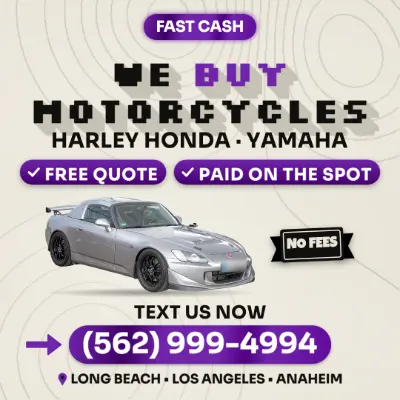 FAST CASH
WE BUY
MOTORCYCLES
HARLEY HONDA · YAMAHA
✓ FREE QUOTE ✓ PAID ON THE SPOT
NO FEES
TEXT US NOW
(562) 999-4994
LONG BEACH • LOS ANGELES • ANAHEIM